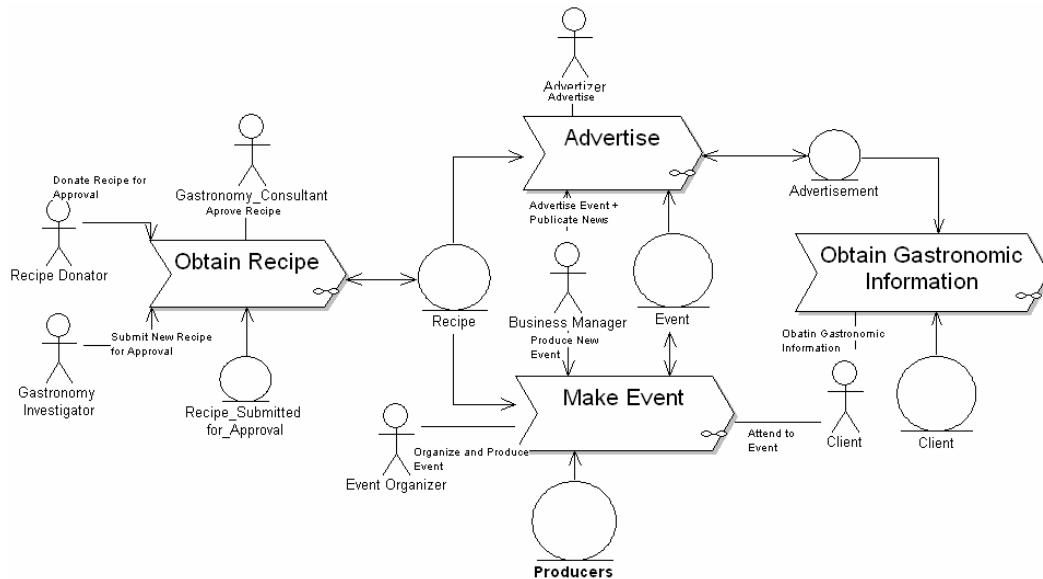 Advertizer
Advertise
Advertise
Donate Recipe for
Approval
Gastronomy_Consultant
Aprove Recipe
Advertisement
Advertise Event +
Publicate News
Recipe Donator
Obtain Recipe
Obtain Gastronomic
Information
Recipe
Business Manager
Event
Submit New Recipe
for Approval
Produce New
Event
Obatin Gastronomic
Information
Gastronomy
Investigator
Recipe_Submitted
for_Approval
Make Event
Client
Client
Attend to
Event
Organize and Produce
Event
Event Organizer
Producers